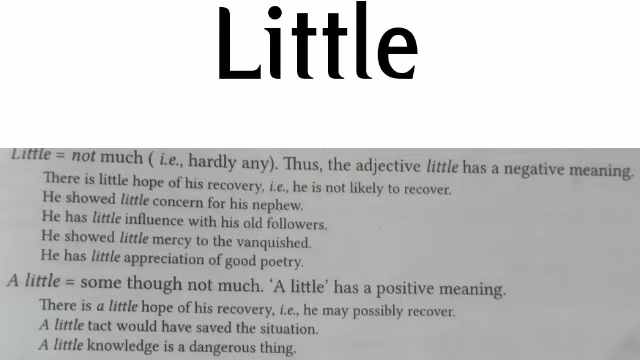 Little
Little = not much ( i.e., hardly any). Thus, the adjective little has a negative meaning.
There is little hope of his recovery, i.e., he is not likely to recover.
He showed little concern for his nephew.
He has little influence with his old followers.
He showed little mercy to the vanquished.
He has little appreciation of good poetry.
A little = some though not much. 'A little' has a positive meaning.
There is a little hope of his recovery, i.e., he may possibly recover.
A little tact would have saved the situation.
A little knowledge is a dangerous thing.